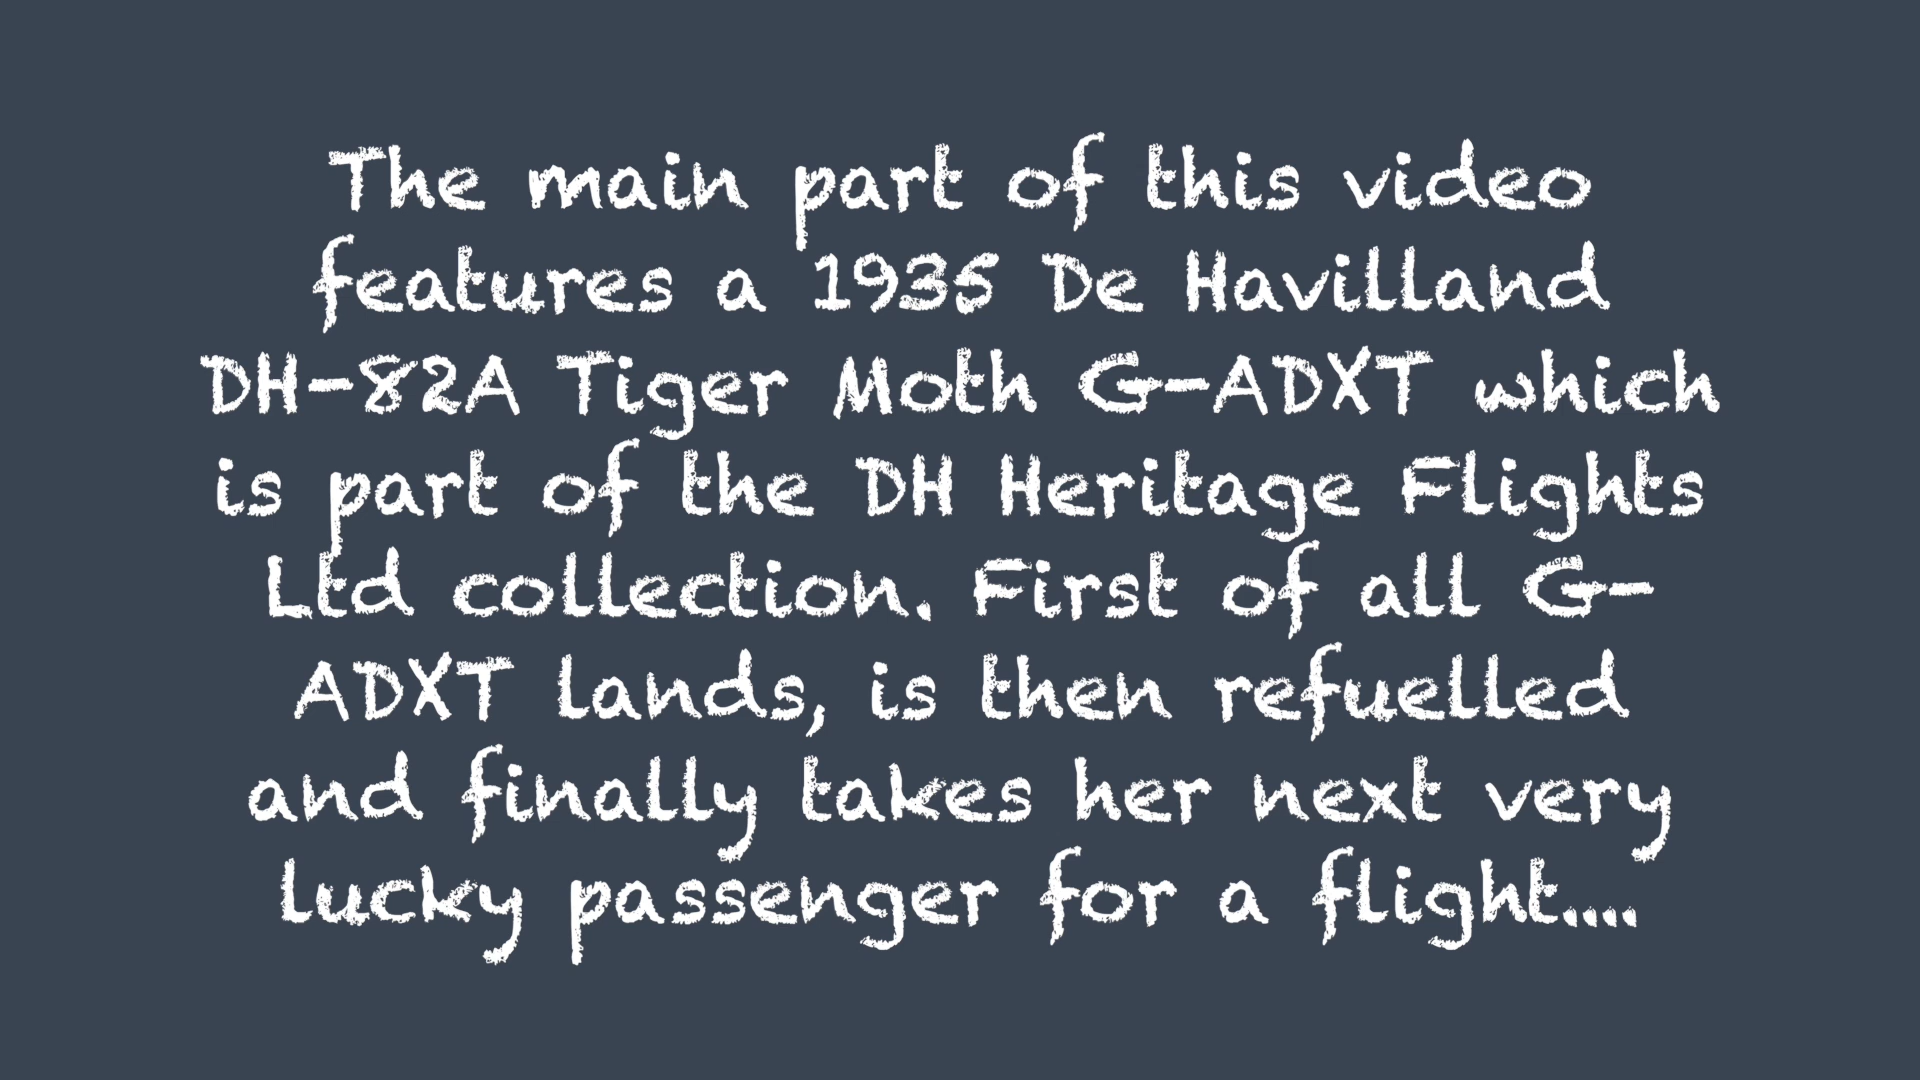 The main part of this video
features a 1935 De Havilland
DH-82A Tiger Moth G-ADXT which
is part of the DH Heritage Flights
Ltd collection. First of all G-
ADXT lands, is then refuelled
and finally takes her next very
lucky passenger for a flight....